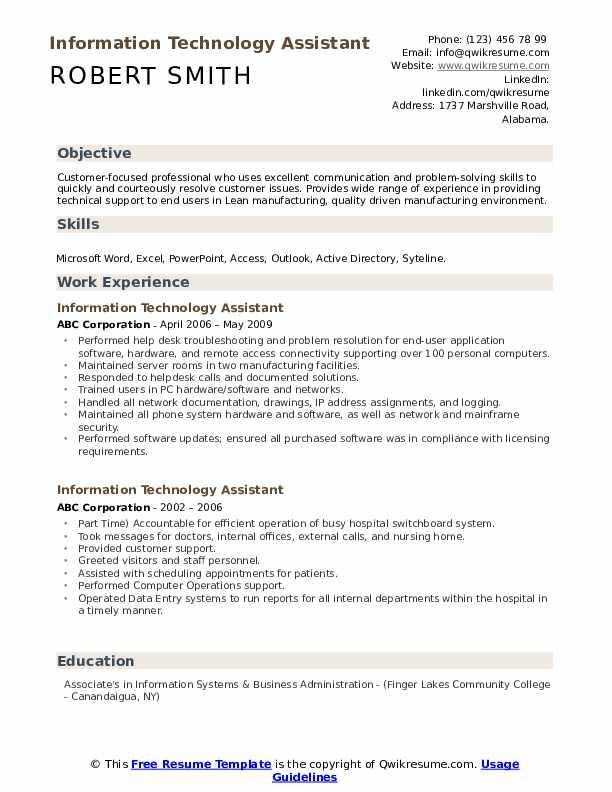 Information Technology Assistant
ROBERT SMITH
Phone: (123) 456 78 99
Email: info@qwikresume.com
Website: www.qwikresume.com
LinkedIn:
linkedin.com/qwikresume
Address: 1737 Marshville Road,
Alabama.
Objective
Customer-focused professional who uses excellent communication and problem-solving skills to
quickly and courteously resolve customer issues. Provides wide range of experience in providing
technical support to end users in Lean manufacturing, quality driven manufacturing environment.
Skills
Microsoft Word, Excel, PowerPoint, Access, Outlook, Active Directory, Syteline.
Work Experience
Information Technology Assistant
ABC Corporation - April 2006 – May 2009
• Performed help desk troubleshooting and problem resolution for end-user application
software, hardware, and remote access connectivity supporting over 100 personal computers.
• Maintained server rooms in two manufacturing facilities.
• Responded to helpdesk calls and documented solutions.
• Trained users in PC hardware/software and networks.
• Handled all network documentation, drawings, IP address assignments, and logging.
• Maintained all phone system hardware and software, as well as network and mainframe
security.
• Performed software updates; ensured all purchased software was in compliance with licensing
requirements.
Information Technology Assistant
ABC Corporation - 2002 – 2006
• Part Time) Accountable for efficient operation of busy hospital switchboard system.
• Took messages for doctors, internal offices, external calls, and nursing home.
• Provided customer support.
• Greeted visitors and staff personnel.
• Assisted with scheduling appointments for patients.
• Performed Computer Operations support.
• Operated Data Entry systems to run reports for all internal departments within the hospital in
a timely manner.
Education
Associate's in Information Systems & Business Administration - (Finger Lakes Community College
- Canandaigua, NY)
© This Free Resume Template is the copyright of Qwikresume.com. Usage
Guidelines